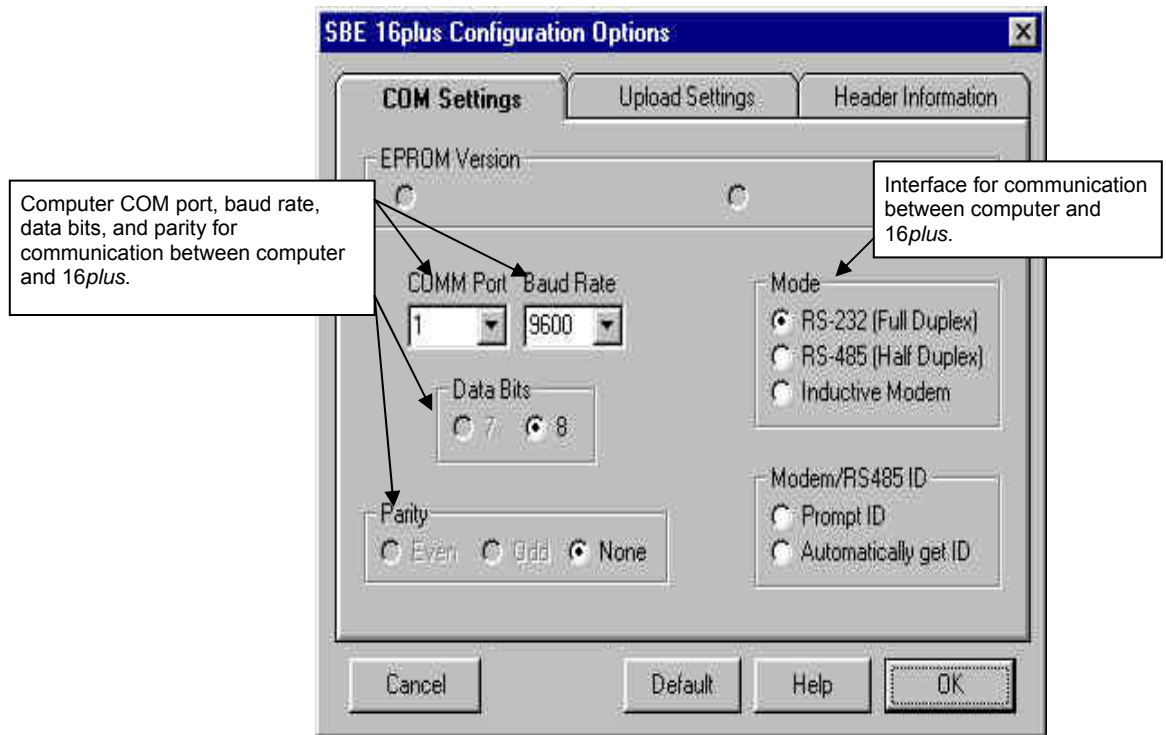 SBE 16plus Configuration Options
COM Settings
Upload Settings
Header Information
EPROM Version
Computer COM port, baud rate,
data bits, and parity for
communication between computer
and 16plus.
Interface for communication
between computer and
16plus.
COMM Port
Baud Rate
1
9600
Mode
RS-232 (Full Duplex)
RS-485 (Half Duplex)
Inductive Modem
Data Bits
7
8
Modem/RS485 ID
Prompt ID
Automatically get ID
Parity
Even
Odd
None
Cancel
Default
Help
OK